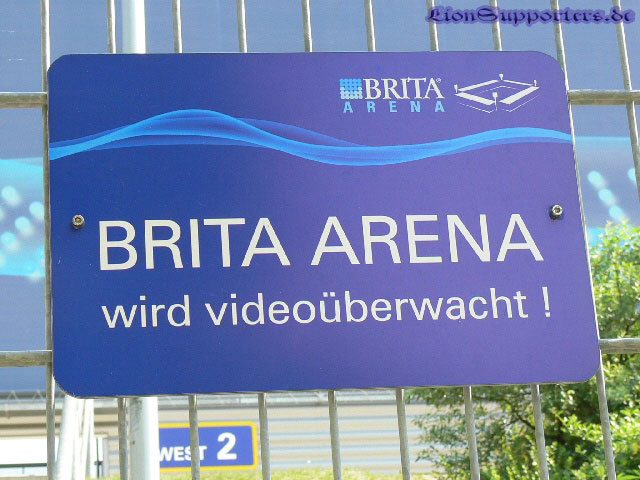 LionSupporters.de
BRITA®
ARENA
BRITA ARENA
wird videoüberwacht !
WEST 2